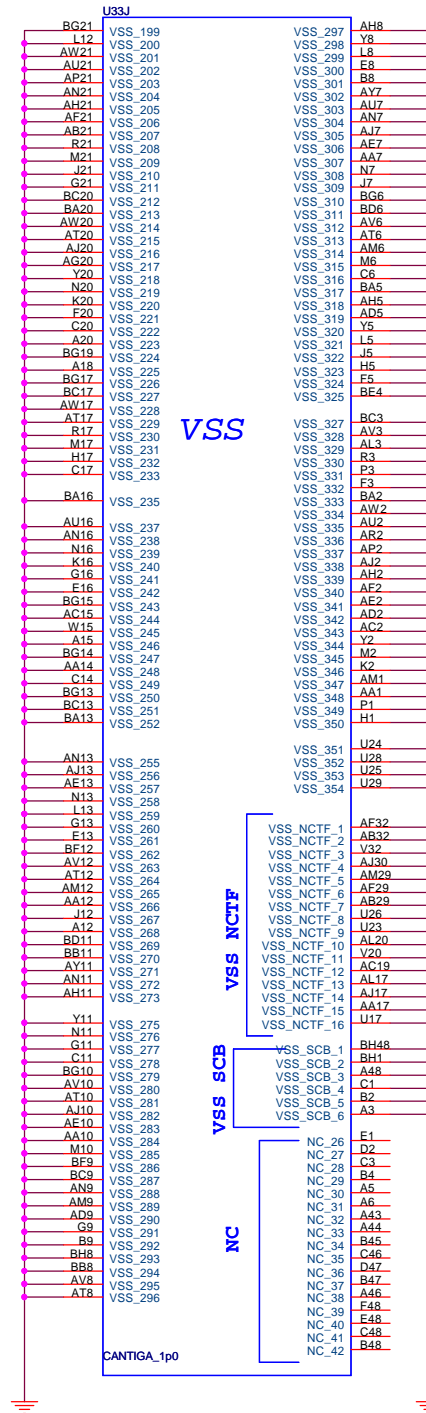 U33J
BG21 VSS_199
L12 VSS_200
AW21 VSS_201
AU21 VSS_202
AP21 VSS_203
AN21 VSS_204
AH21 VSS_205
AF21 VSS_206
AB21 VSS_207
R21 VSS_208
M21 VSS_209
J21 VSS_210
G21 VSS_211
BC20 VSS_212
BA20 VSS_213
AW20 VSS_214
AT20 VSS_215
AJ20 VSS_216
AG20 VSS_217
Y20 VSS_218
N20 VSS_219
K20 VSS_220
F20 VSS_221
C20 VSS_222
A20 VSS_223
BG19 VSS_224
A18 VSS_225
BG17 VSS_226
BC17 VSS_227
AW17 VSS_228
AT17 VSS_229
R17 VSS_230
M17 VSS_231
H17 VSS_232
C17 VSS_233
BA16 VSS_235
AU16 VSS_237
AN16 VSS_238
N16 VSS_239
K16 VSS_240
G16 VSS_241
E16 VSS_242
BG15 VSS_243
AC15 VSS_244
W15 VSS_245
A15 VSS_246
BG14 VSS_247
AA14 VSS_248
C14 VSS_249
BG13 VSS_250
BC13 VSS_251
BA13 VSS_252
AN13 VSS_255
AJ13 VSS_256
AE13 VSS_257
N13 VSS_258
L13 VSS_259
G13 VSS_260
E13 VSS_261
BF12 VSS_262
AV12 VSS_263
AT12 VSS_264
AM12 VSS_265
AA12 VSS_266
J12 VSS_267
A12 VSS_268
BD11 VSS_269
BB11 VSS_270
AY11 VSS_271
AN11 VSS_272
AH11 VSS_273
Y11 VSS_275
N11 VSS_276
G11 VSS_277
C11 VSS_278
BG10 VSS_279
AV10 VSS_280
AT10 VSS_281
AJ10 VSS_282
AE10 VSS_283
AA10 VSS_284
M10 VSS_285
BF9 VSS_286
BC9 VSS_287
AN9 VSS_288
AM9 VSS_289
AD9 VSS_290
G9 VSS_291
B9 VSS_292
BH8 VSS_293
BB8 VSS_294
AV8 VSS_295
AT8 VSS_296
VSS
VSS_297 AH8
VSS_298 Y8
VSS_299 L8
VSS_300 E8
VSS_301 B8
VSS_302 AY7
VSS_303 AU7
VSS_304 AN7
VSS_305 AJ7
VSS_306 AE7
VSS_307 AA7
VSS_308 N7
VSS_309 J7
VSS_310 BG6
VSS_311 BD6
VSS_312 AV6
VSS_313 AT6
VSS_314 AM6
VSS_315 M6
VSS_316 C6
VSS_317 BA5
VSS_318 AH5
VSS_319 AD5
VSS_320 Y5
VSS_321 L5
VSS_322 J5
VSS_323 H5
VSS_324 F5
VSS_325 BE4
VSS_327 BC3
VSS_328 AV3
VSS_329 AL3
VSS_330 R3
VSS_331 P3
VSS_332 F3
VSS_333 BA2
VSS_334 AW2
VSS_335 AU2
VSS_336 AR2
VSS_337 AP2
VSS_338 AJ2
VSS_339 AH2
VSS_340 AF2
VSS_341 AE2
VSS_342 AD2
VSS_343 AC2
VSS_344 Y2
VSS_345 M2
VSS_346 K2
VSS_347 AM1
VSS_348 AA1
VSS_349 P1
VSS_350 H1
VSS_351 U24
VSS_352 U28
VSS_353 U25
VSS_354 U29
VSS NCTF
VSS_NCTF_1 AF32
VSS_NCTF_2 AB32
VSS_NCTF_3 V32
VSS_NCTF_4 AJ30
VSS_NCTF_5 AM29
VSS_NCTF_6 AF29
VSS_NCTF_7 AB29
VSS_NCTF_8 U26
VSS_NCTF_9 U23
VSS_NCTF_10 AL20
VSS_NCTF_11 V20
VSS_NCTF_12 AC19
VSS_NCTF_13 AL17
VSS_NCTF_14 AJ17
VSS_NCTF_15 AA17
VSS_NCTF_16 U17
VSS SCB
VSS_SCB_1 BH48
VSS_SCB_2 BH1
VSS_SCB_3 A48
VSS_SCB_4 C1
VSS_SCB_5 B2
VSS_SCB_6 A3
NC
NC_26 E1
NC_27 D2
NC_28 C3
NC_29 B4
NC_30 A5
NC_31 A6
NC_32 A43
NC_33 A44
NC_34 B45
NC_35 C46
NC_36 D47
NC_37 B47
NC_38 A46
NC_39 F48
NC_40 E48
NC_41 C48
NC_42 B48
CANTIGA_1p0